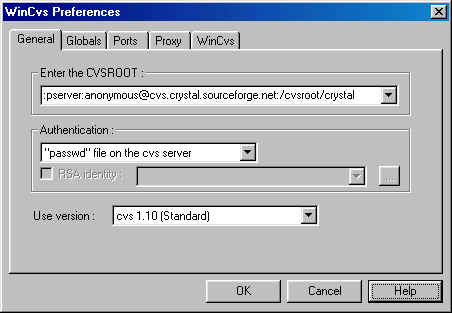 WinCvs Preferences
General Globals Ports Proxy WinCvs
Enter the CVSROOT :
:pserver:anonymous@cvs.crystal.sourceforge.net:/cvsroot/crystal
Authentication :
"passwd" file on the cvs server
RSA identity :
...
Use version :
cvs 1.10 (Standard)
OK Cancel Help